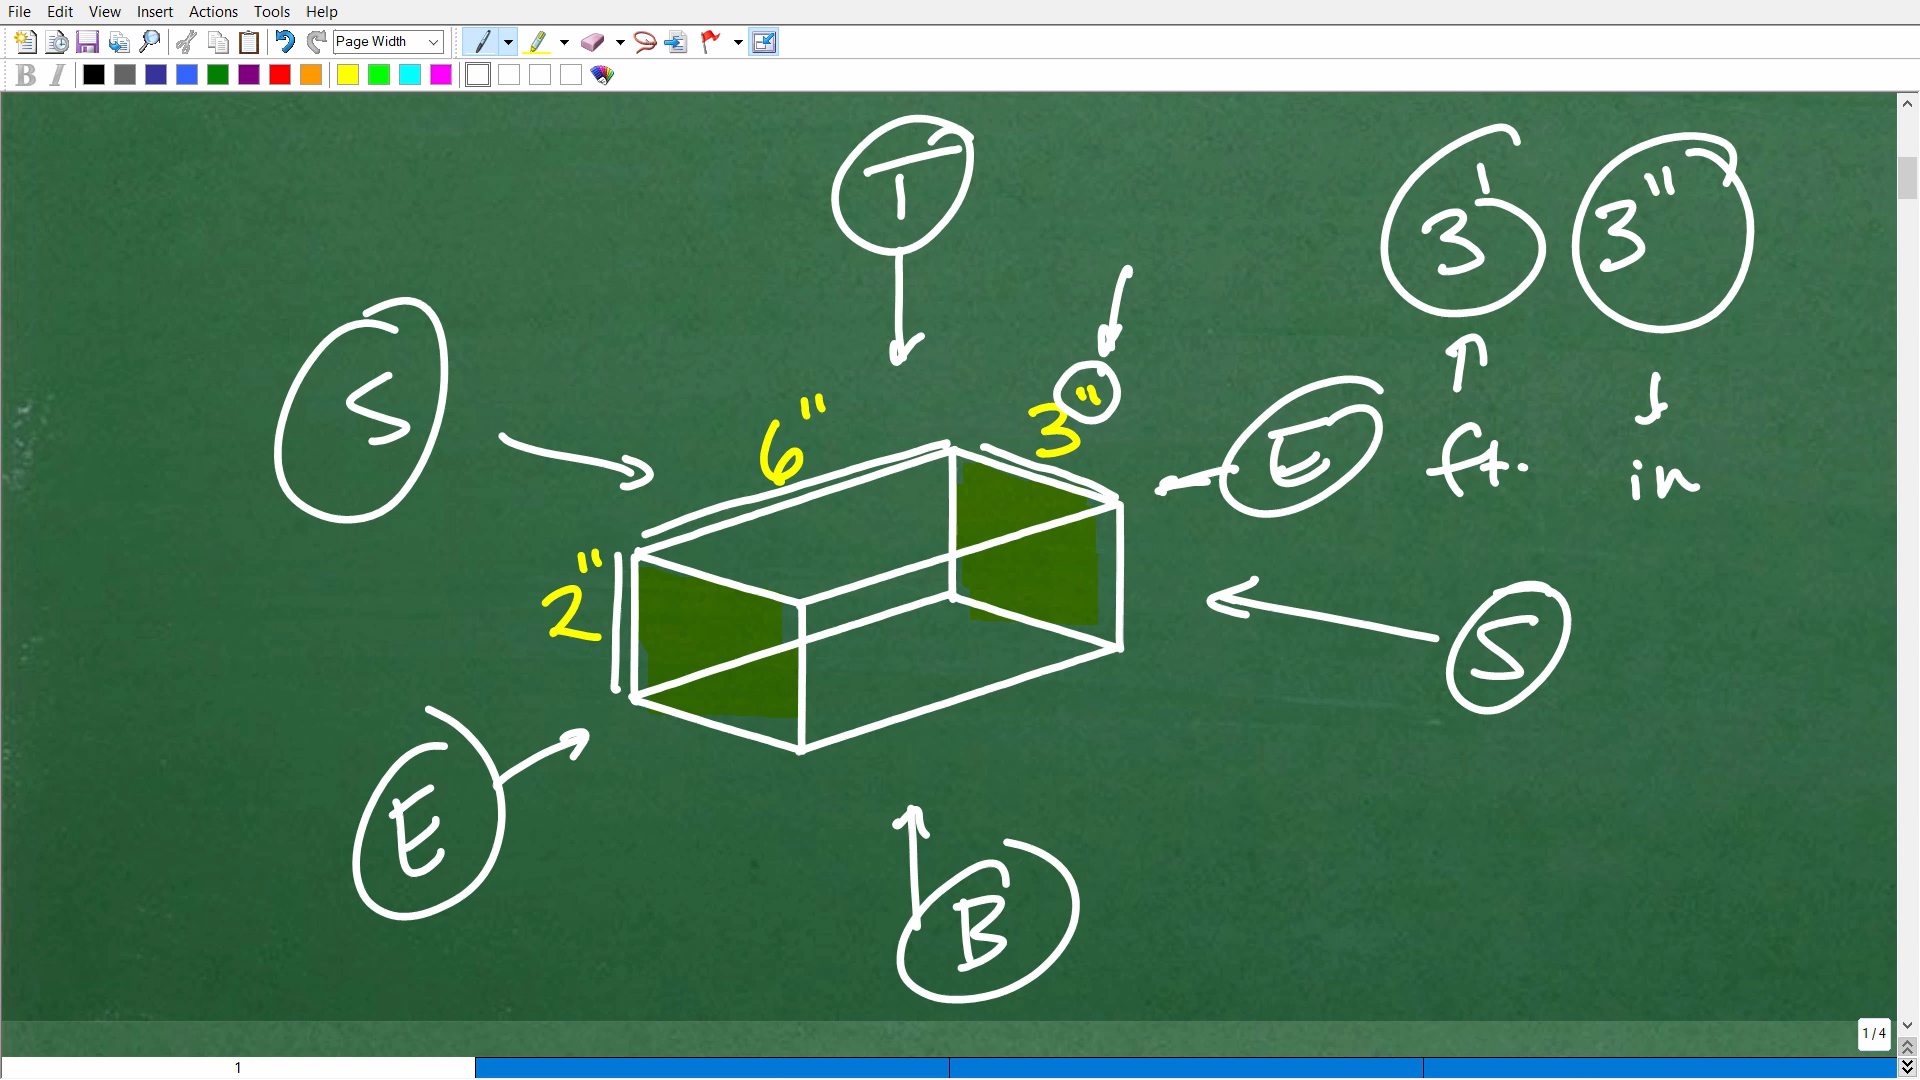 File Edit View Insert Actions Tools Help
Page Width
B I
T
3' 3"
S
6" 3"
E ft. in
2"
S
E
B
1 / 4
1